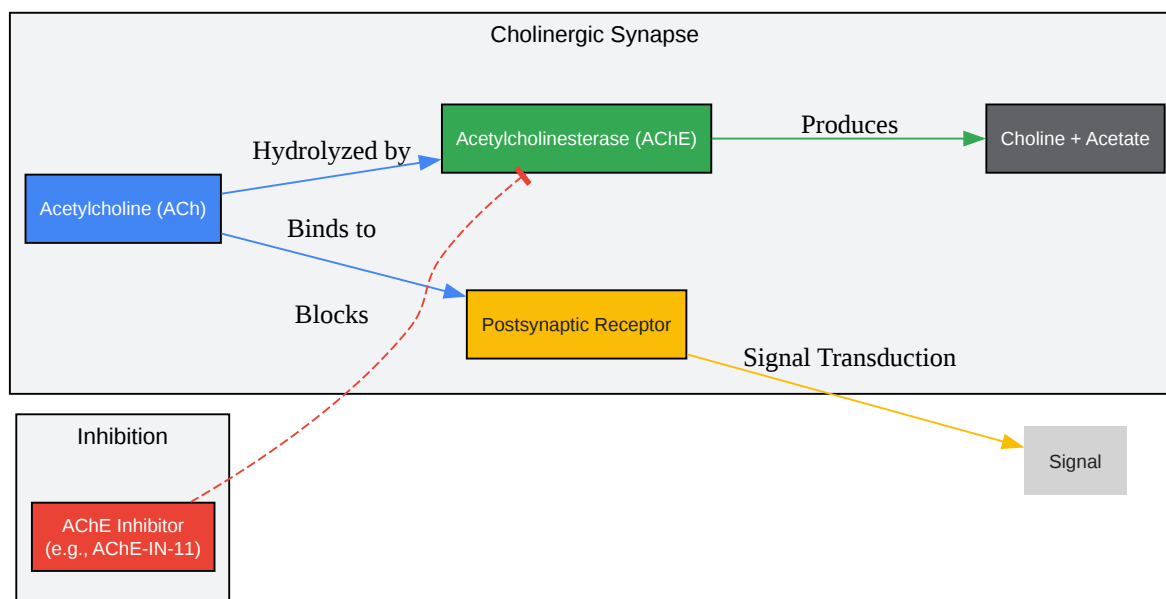 Cholinergic Synapse
Acetylcholinesterase (AChE)
Produces
Choline + Acetate
Hydrolyzed by
Acetylcholine (ACh)
Binds to
Blocks
Postsynaptic Receptor
Signal Transduction
Inhibition
Signal
AChE Inhibitor
(e.g., AChE-IN-11)